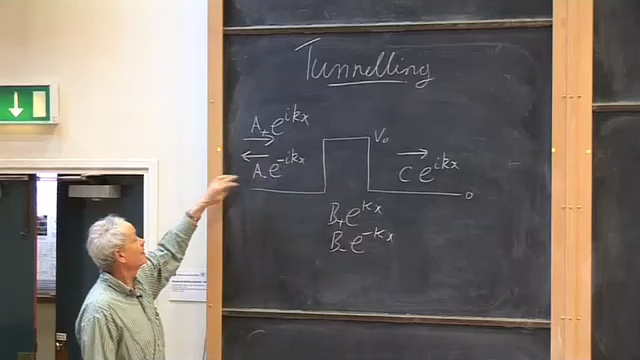 Tunnelling
A₊e^{ikx}
A₋e^{-ikx}
V₀
Ce^{ikx}
0
B₊e^{Kx}
B₋e^{-Kx}